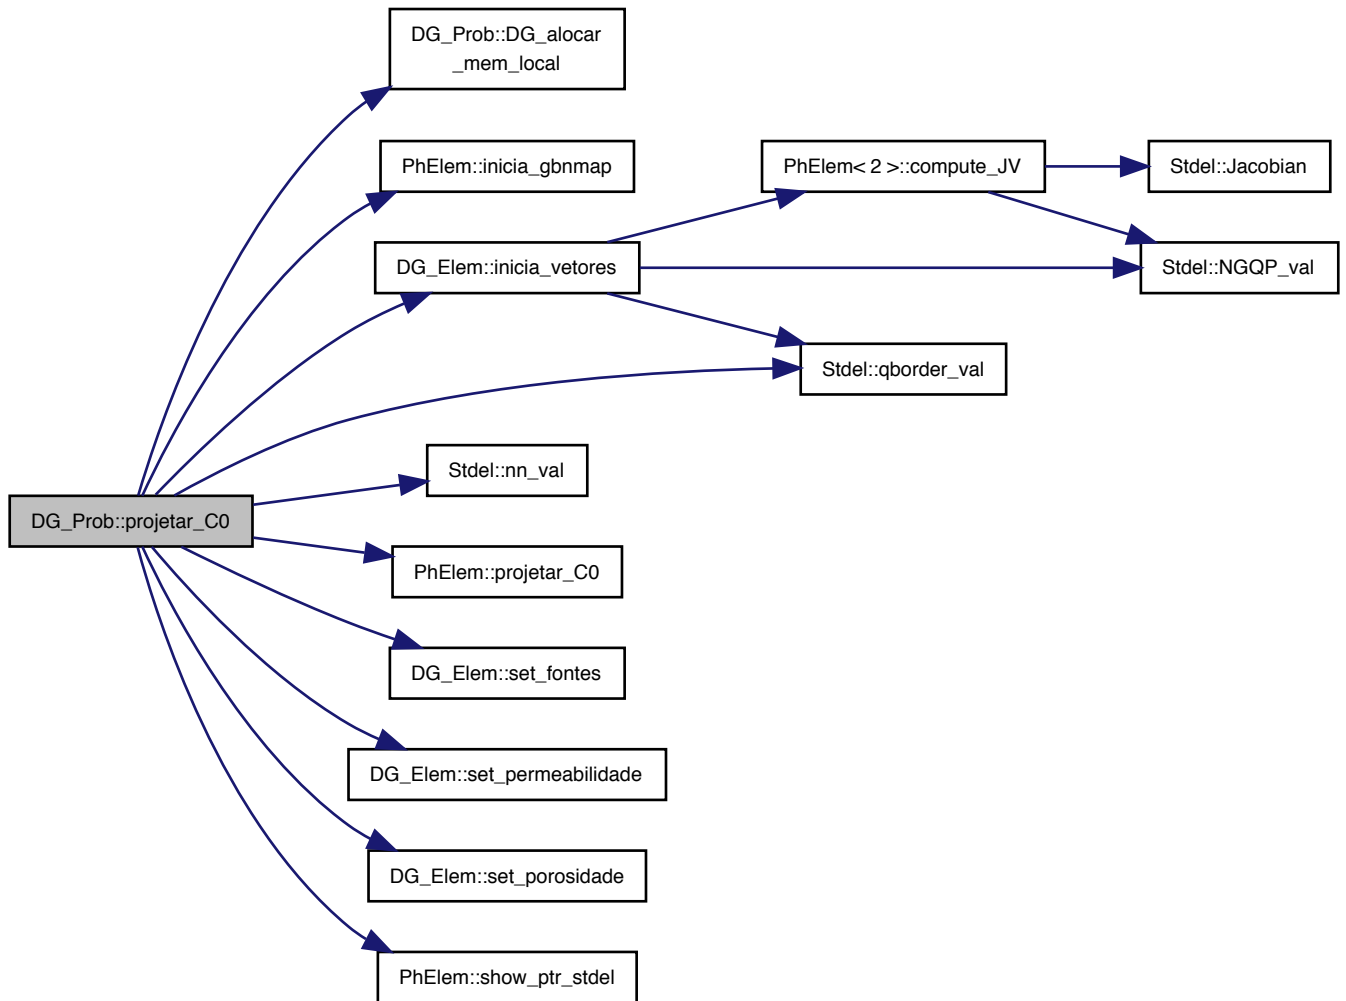 DG_Prob::DG_alocar
_mem_local
PhElem::inicia_gbnmap
PhElem< 2 >::compute_JV
Stdel::Jacobian
DG_Elem::inicia_vetores
Stdel::NGQP_val
Stdel::qborder_val
Stdel::nn_val
DG_Prob::projetar_C0
PhElem::projetar_C0
DG_Elem::set_fontes
DG_Elem::set_permeabilidade
DG_Elem::set_porosidade
PhElem::show_ptr_stdel